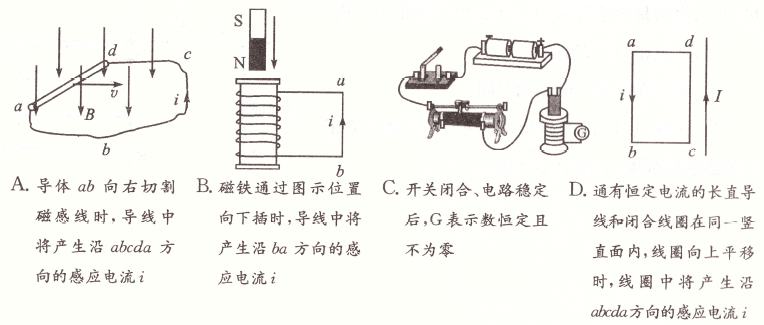 d
c
a
B
v
i
b
S
N
a
i
b
G
a
d
i
I
b
c
A. 导体 ab 向右切割
磁感线时,导线中
将产生沿 abcda 方
向的感应电流 i
B. 磁铁通过图示位置
向下插时,导线中将
产生沿 ba 方向的感
应电流 i
C. 开关闭合、电路稳定
后,G 表示数恒定且
不为零
D. 通有恒定电流的长直导
线和闭合线圈在同一竖
直面内,线圈向上平移
时,线圈中将产生沿
abcda 方向的感应电流 i